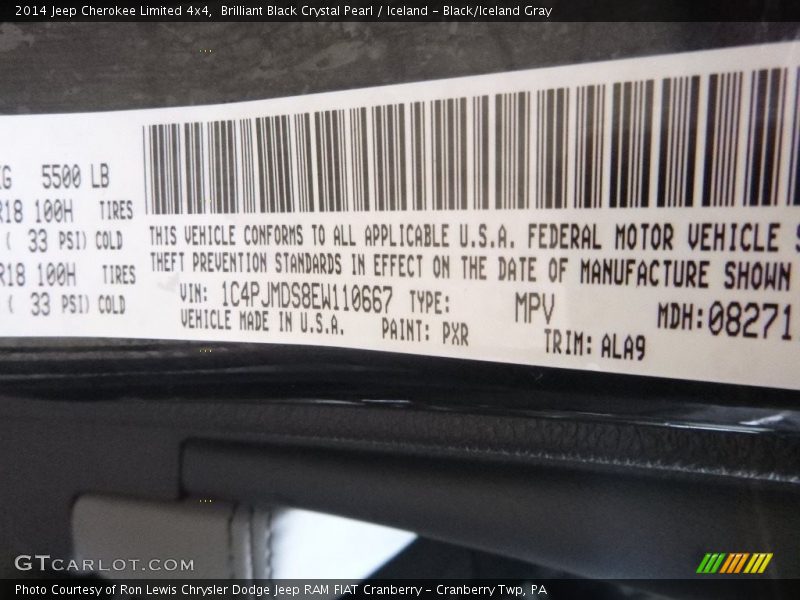 2014 Jeep Cherokee Limited 4x4,  Brilliant Black Crystal Pearl / Iceland - Black/Iceland Gray
5500 LB
R18 100H TIRES
( 33 PSI) COLD
R18 100H TIRES
( 33 PSI) COLD
THIS VEHICLE CONFORMS TO ALL APPLICABLE U.S.A. FEDERAL MOTOR VEHICLE
THEFT PREVENTION STANDARDS IN EFFECT ON THE DATE OF MANUFACTURE SHOWN
VIN: 1C4PJMDS8EW110667 TYPE: MPV MDH:08271
VEHICLE MADE IN U.S.A. PAINT: PXR TRIM: ALA9
GTCARLOT.COM
Photo Courtesy of Ron Lewis Chrysler Dodge Jeep RAM FIAT Cranberry - Cranberry Twp, PA